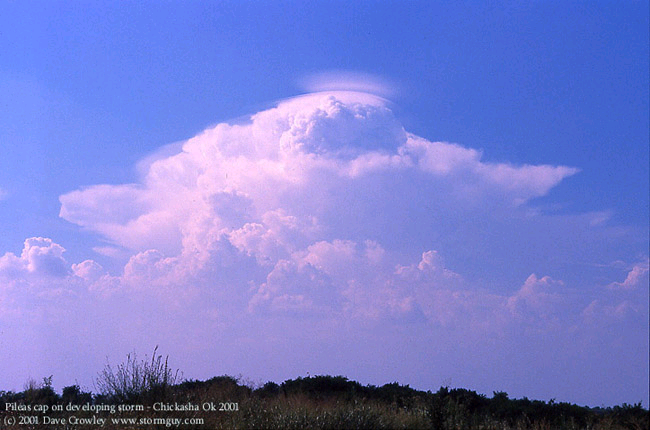 Pileas cap on developing storm - Chickasha Ok 2001
(c) 2001 Dave Crowley www.stormguy.com